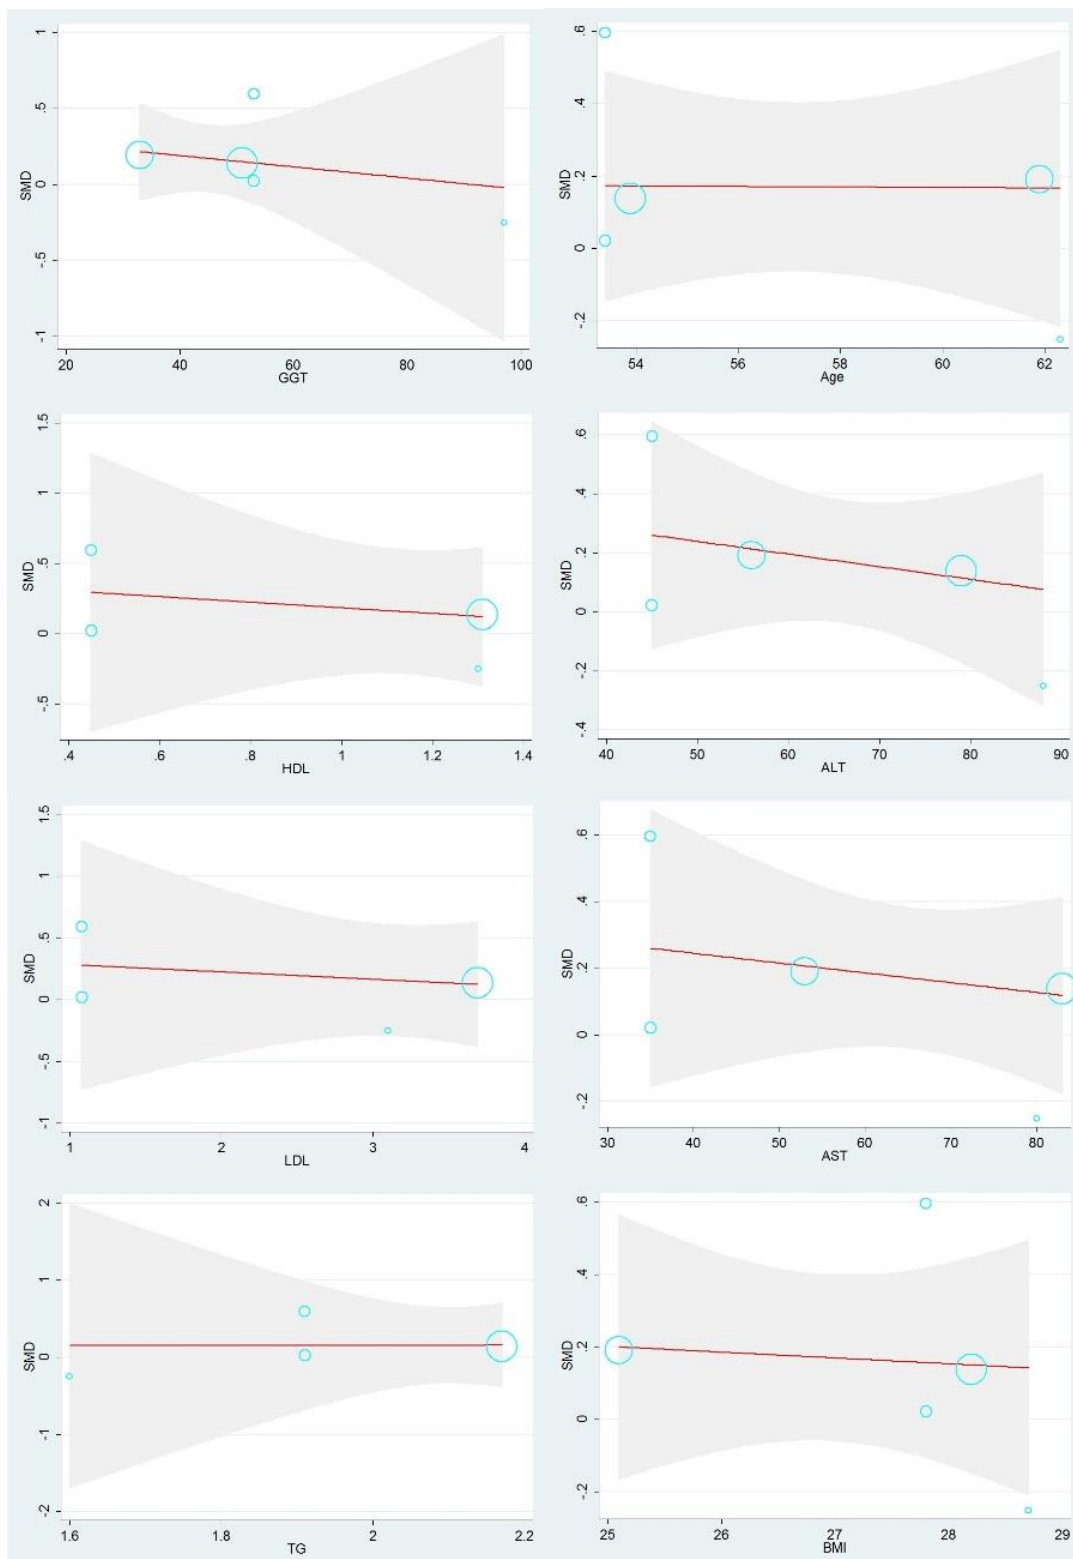 SMD
1
.5
0
-.5
-1
20 40 60 80 100
GGT
SMD
.6
.4
.2
0
-.2
54 56 58 60 62
Age
SMD
1.5
1
.5
0
-.5
.4 .6 .8 1 1.2 1.4
HDL
SMD
.6
.4
.2
0
-.2
-.4
40 50 60 70 80 90
ALT
SMD
1.5
1
.5
0
-.5
-1
1 2 3 4
LDL
SMD
.6
.4
.2
0
-.2
30 40 50 60 70 80
AST
SMD
2
1
0
-1
-2
1.6 1.8 2 2.2
TG
SMD
.6
.4
.2
0
-.2
25 26 27 28 29
BMI